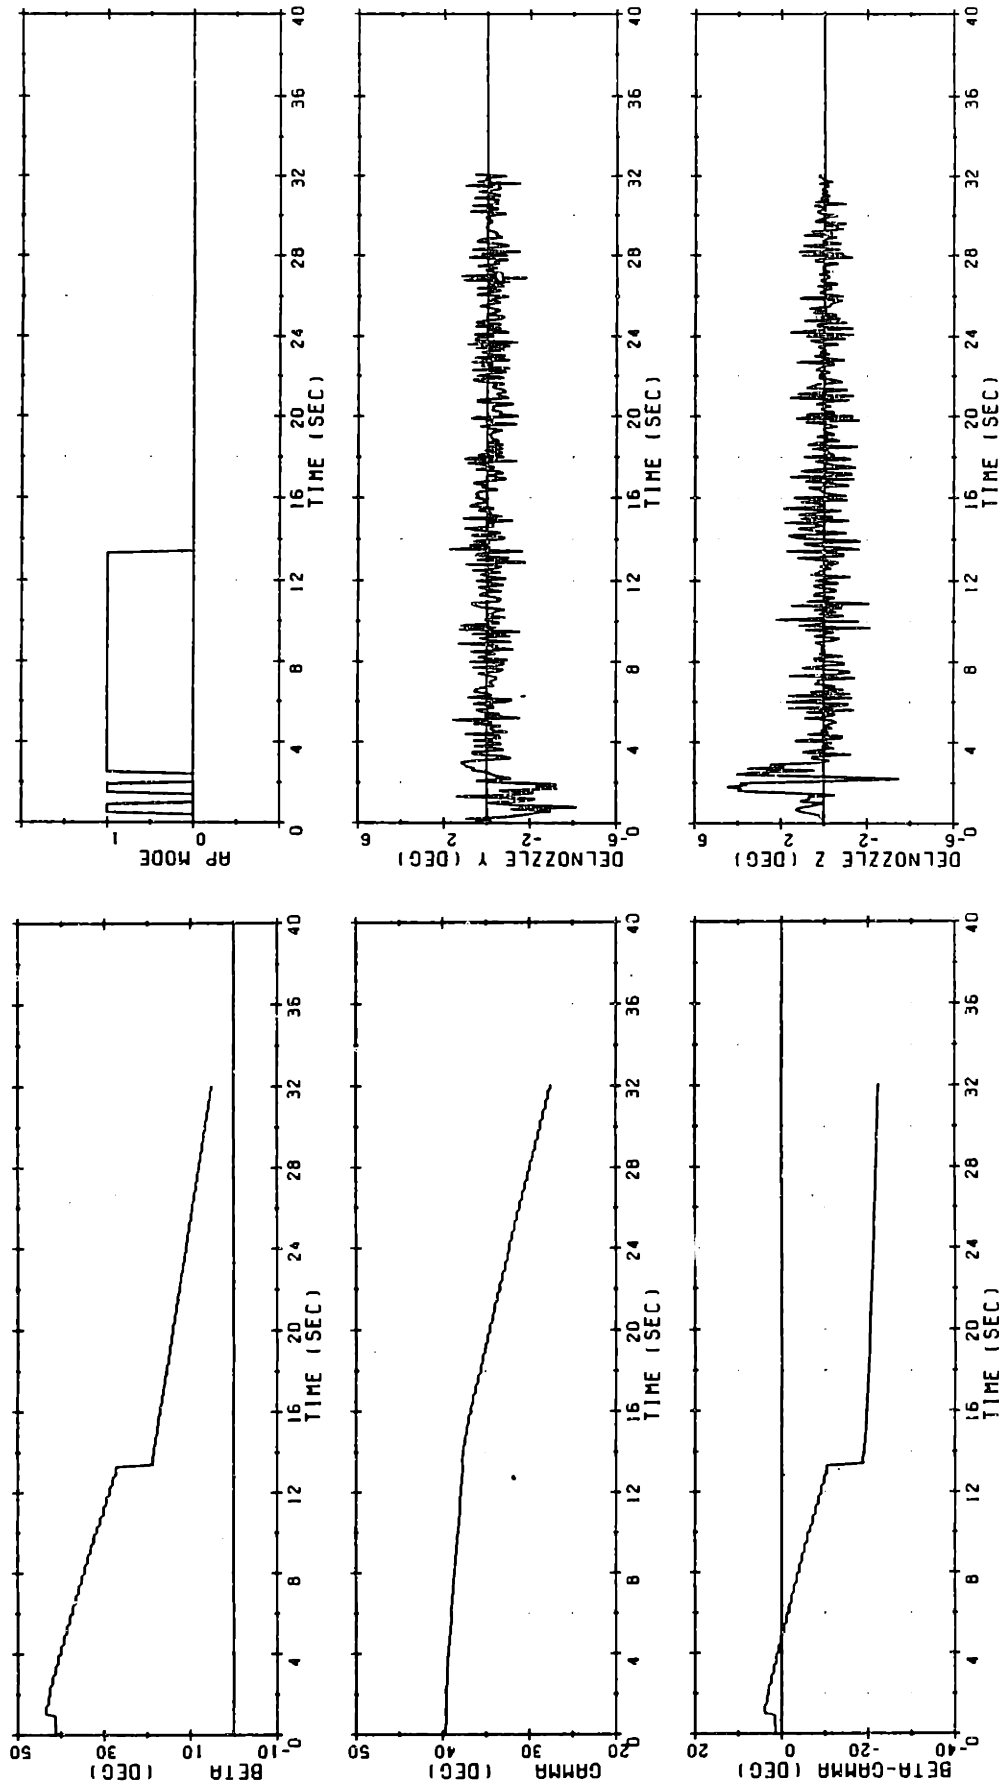 50
30
10
-10
BETA (DEG)
0 4 8 12 16 20 24 28 32 36 40
TIME (SEC)
50
40
30
20
GAMMA (DEG)
0 4 8 12 16 20 24 28 32 36 40
TIME (SEC)
20
0
-20
-40
BETA-GAMMA (DEG)
0 4 8 12 16 20 24 28 32 36 40
TIME (SEC)
1
0
AP MODE
0 4 8 12 16 20 24 28 32 36 40
TIME (SEC)
6
2
-2
-6
DELNOZZLE Y (DEG)
0 4 8 12 16 20 24 28 32 36 40
TIME (SEC)
6
2
-2
-6
DELNOZZLE Z (DEG)
0 4 8 12 16 20 24 28 32 36 40
TIME (SEC)